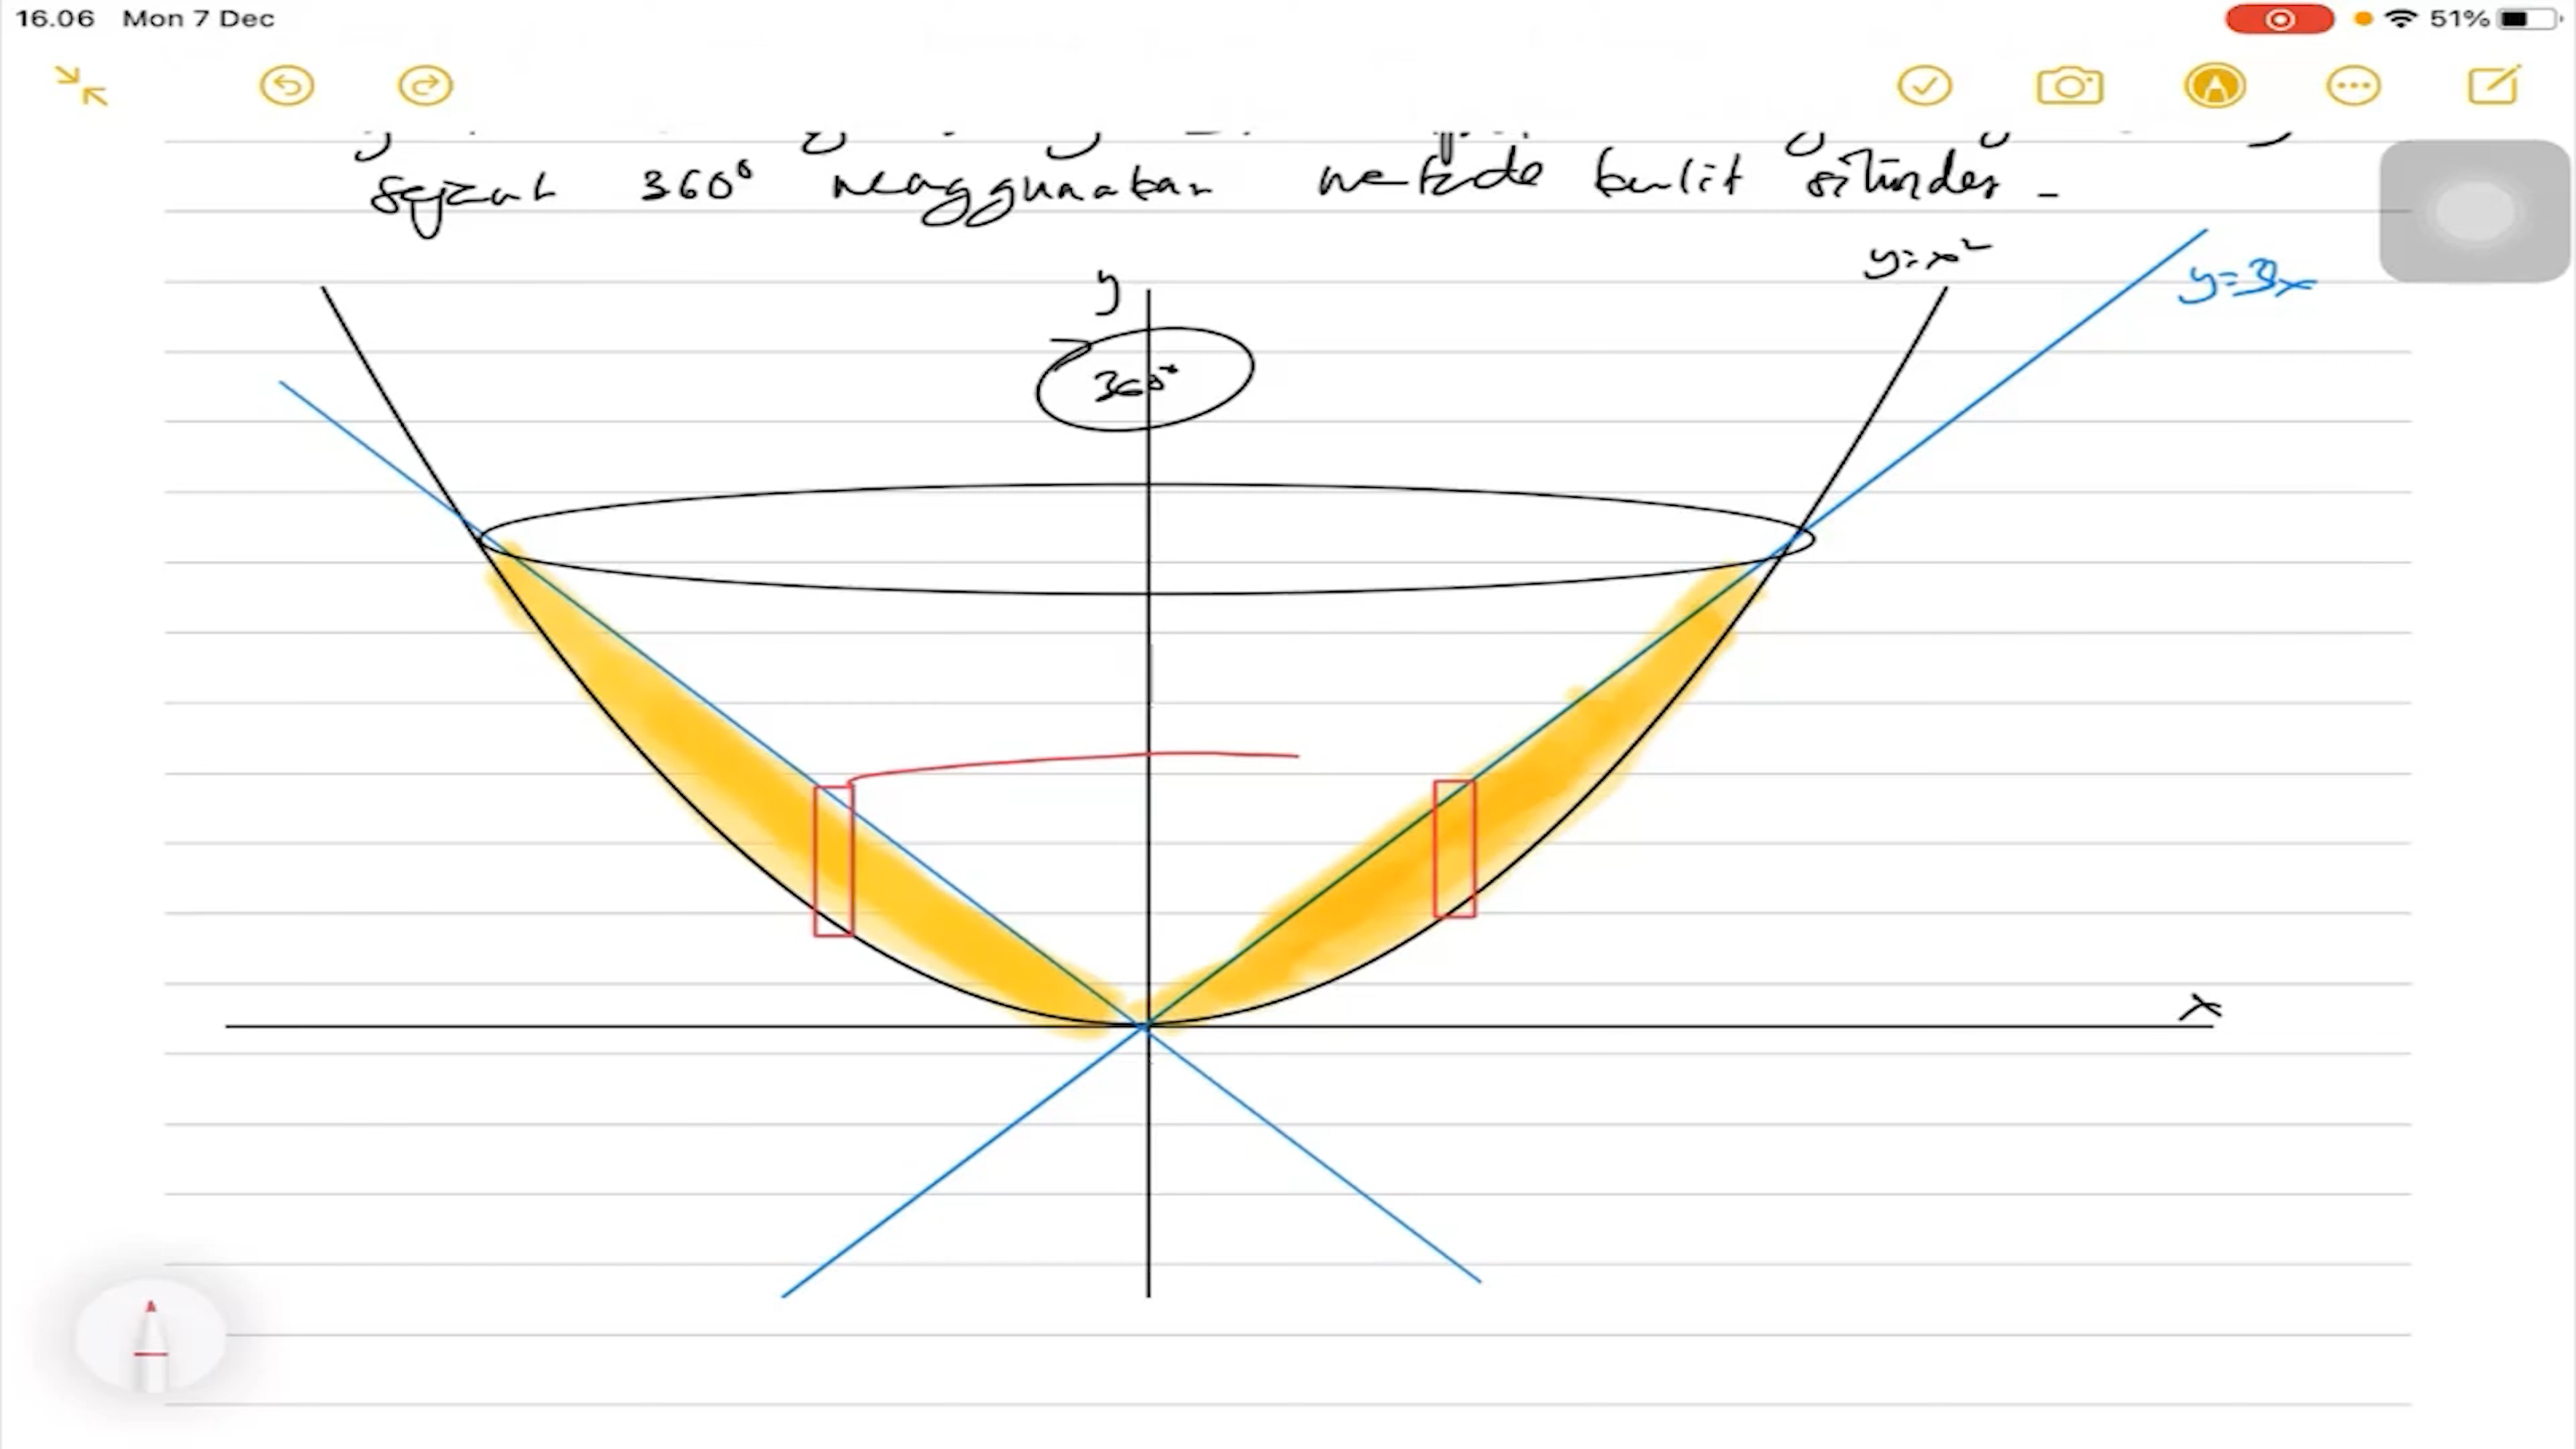 16.06 Mon 7 Dec
51%
sejauh 360° menggunakan metode kulit silinder -
y=x²
y=3x
y
360°
x